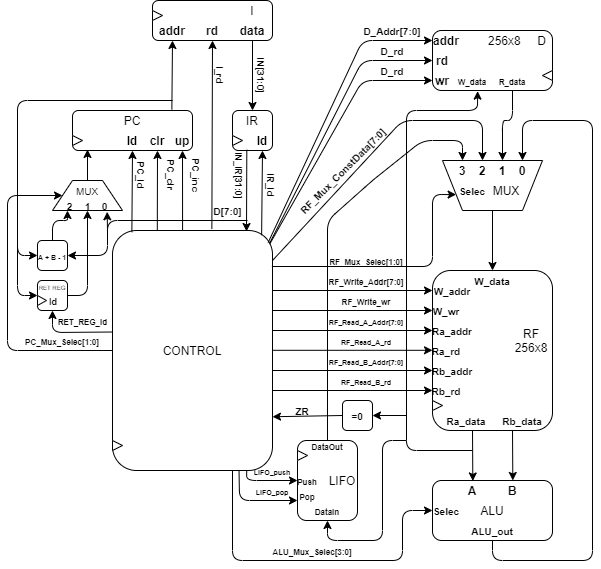 I
addr rd data
D_Addr[7:0]
D_rd
D_rd
addr 256x8 D
rd
wr W_data R_data
I_rd
IN[31:0]
PC
ld clr up
IR
ld
PC_ld
PC_clr
PC_inc
IN_IR[31:0]
IR_ld
RF_Mux_ConstData[7:0]
3 2 1 0
Selec MUX
MUX
2 1 0
D[7:0]
A + B - 1
RET REG
ld
RET_REG_ld
PC_Mux_Selec[1:0]
CONTROL
RF_Mux_Selec[1:0]
RF_Write_Addr[7:0]
RF_Write_wr
RF_Read_A_Addr[7:0]
RF_Read_A_rd
RF_Read_B_Addr[7:0]
RF_Read_B_rd
W_data
W_addr
W_wr
Ra_addr
Ra_rd
Rb_addr
Rb_rd
RF
256x8
Ra_data Rb_data
ZR
=0
DataOut
LIFO
Push
Pop
DataIn
LIFO_push
LIFO_pop
A B
Selec ALU
ALU_out
ALU_Mux_Selec[3:0]